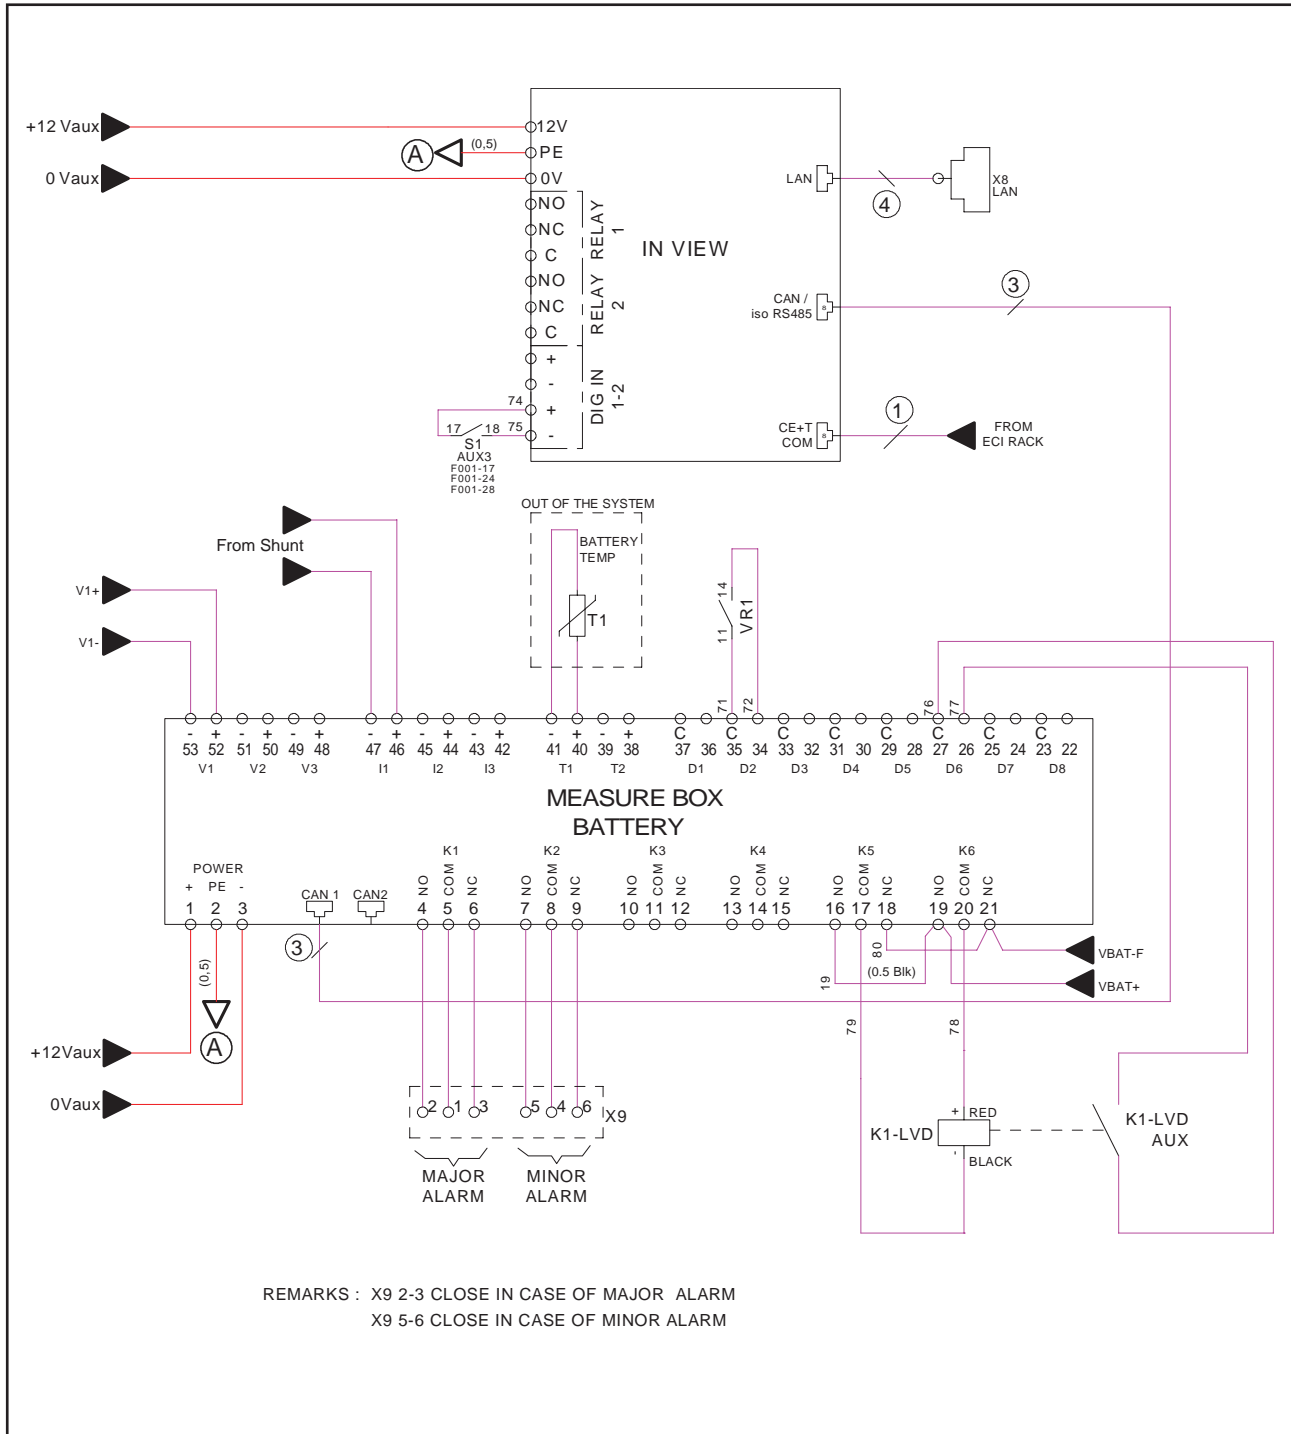 +12 Vaux
0 Vaux
A
(0,5)
12V
PE
0V
NO
NC
C
RELAY
1
NO
NC
C
RELAY
2
+
-
+
-
DIG IN
1-2
IN VIEW
LAN
4
X8
LAN
CAN /
iso RS485
8
3
CE+T
COM
8
1
FROM
ECI RACK
74
75
17
18
S1
AUX3
F001-17
F001-24
F001-28
OUT OF THE SYSTEM
BATTERY
TEMP
T1
From Shunt
V1+
V1-
14
11
VR1
71
72
76
77
- + - + - + - + - + - + - + - + C C C C C C C C
53 52 51 50 49 48 47 46 45 44 43 42 41 40 39 38 37 36 35 34 33 32 31 30 29 28 27 26 25 24 23 22
V1 V2 V3 I1 I2 I3 T1 T2 D1 D2 D3 D4 D5 D6 D7 D8
MEASURE BOX
BATTERY
POWER
+ PE -
1 2 3
CAN 1
CAN2
K1 K2 K3 K4 K5 K6
NO COM NC NO COM NC NO COM NC NO COM NC NO COM NC NO COM NC
4 5 6 7 8 9 10 11 12 13 14 15 16 17 18 19 20 21
3
(0,5)
A
+12Vaux
0Vaux
80
19
(0.5 Blk)
VBAT-F
VBAT+
79
78
2 1 3 5 4 6
X9
MAJOR
ALARM
MINOR
ALARM
K1-LVD
+ RED
- BLACK
K1-LVD
AUX
REMARKS : X9 2-3 CLOSE IN CASE OF MAJOR ALARM
X9 5-6 CLOSE IN CASE OF MINOR ALARM